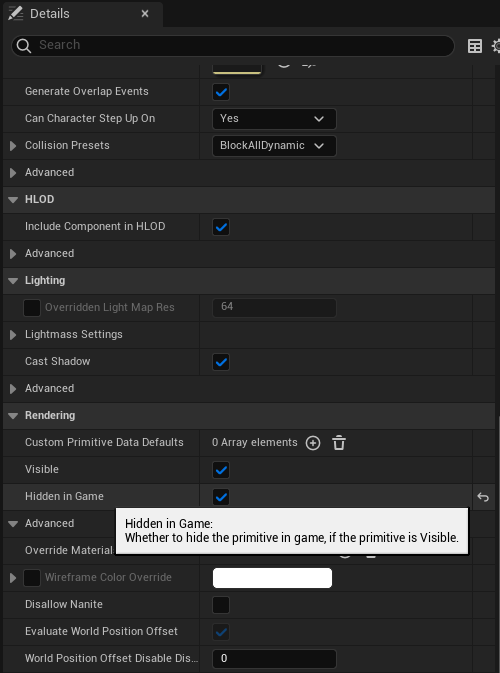 Details
Search
Generate Overlap Events
Can Character Step Up On Yes
Collision Presets BlockAllDynamic
Advanced
HLOD
Include Component in HLOD
Advanced
Lighting
Overridden Light Map Res 64
Lightmass Settings
Cast Shadow
Advanced
Rendering
Custom Primitive Data Defaults 0 Array elements
Visible
Hidden in Game
Advanced
Hidden in Game:
Whether to hide the primitive in game, if the primitive is Visible.
Override Material
Wireframe Color Override
Disallow Nanite
Evaluate World Position Offset
World Position Offset Disable Dis... 0